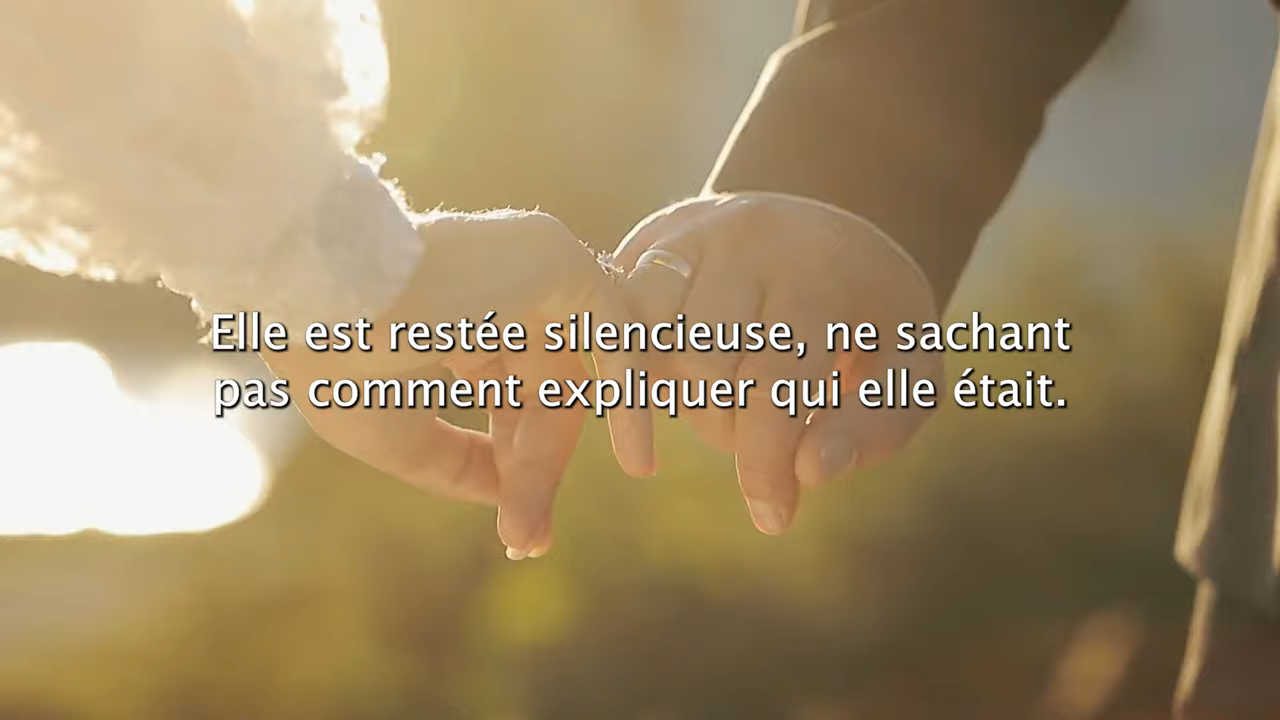 Elle est restée silencieuse, ne sachant
pas comment expliquer qui elle était.